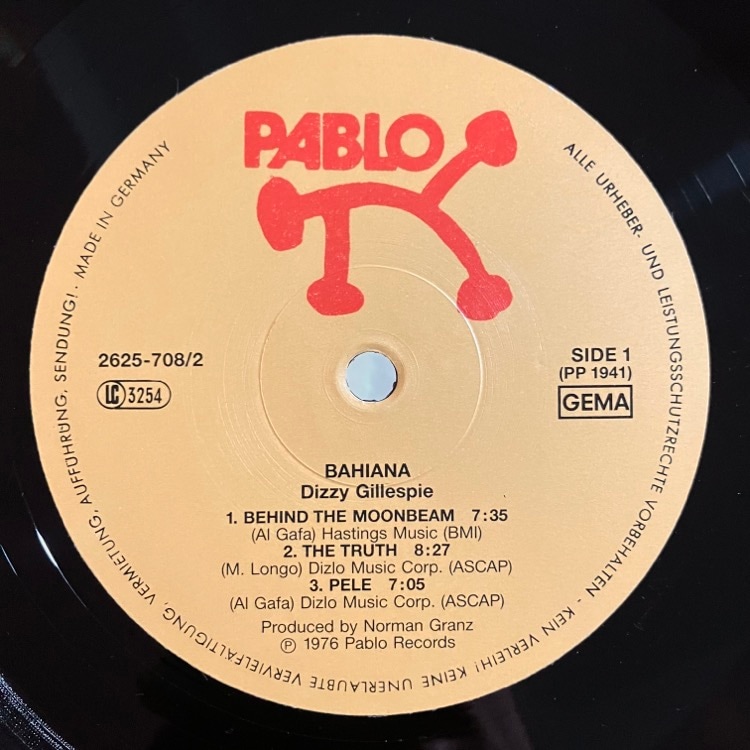 PABLO
MADE IN GERMANY
ALLE URHEBER- UND LEISTUNGSSCHUTZRECHTE VORBEHALTEN - KEIN VERLEIH! KEINE UNERLAUBTE VERVIELFÄLTIGUNG, VERMIETUNG, AUFFÜHRUNG, SENDUNG! ·
2625-708/2
LC 3254
SIDE 1
(PP 1941)
GEMA
BAHIANA
Dizzy Gillespie
1. BEHIND THE MOONBEAM 7:35
(Al Gafa) Hastings Music (BMI)
2. THE TRUTH 8:27
(M. Longo) Dizlo Music Corp. (ASCAP)
3. PELE 7:05
(Al Gafa) Dizlo Music Corp. (ASCAP)
Produced by Norman Granz
℗ 1976 Pablo Records